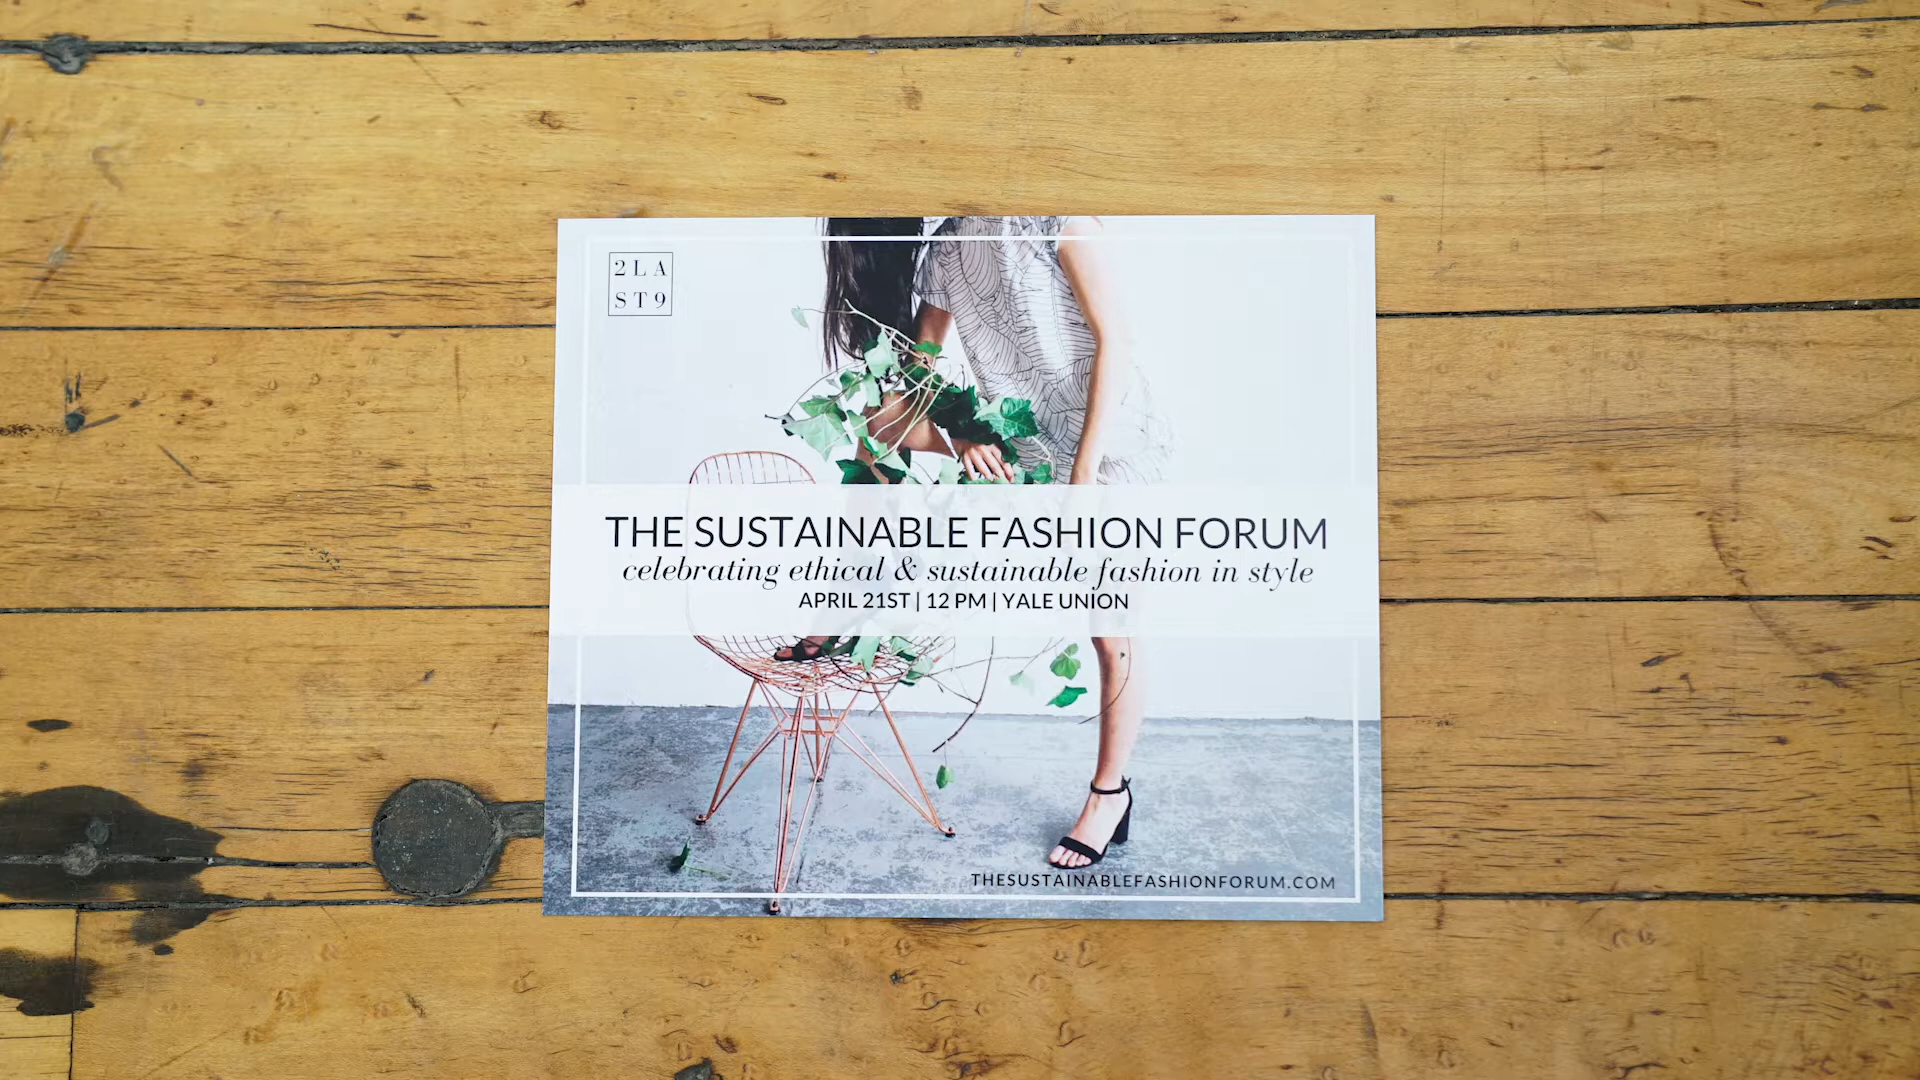 2LA
ST9
THE SUSTAINABLE FASHION FORUM
celebrating ethical & sustainable fashion in style
APRIL 21ST | 12 PM | YALE UNION
THESUSTAINABLEFASHIONFORUM.COM